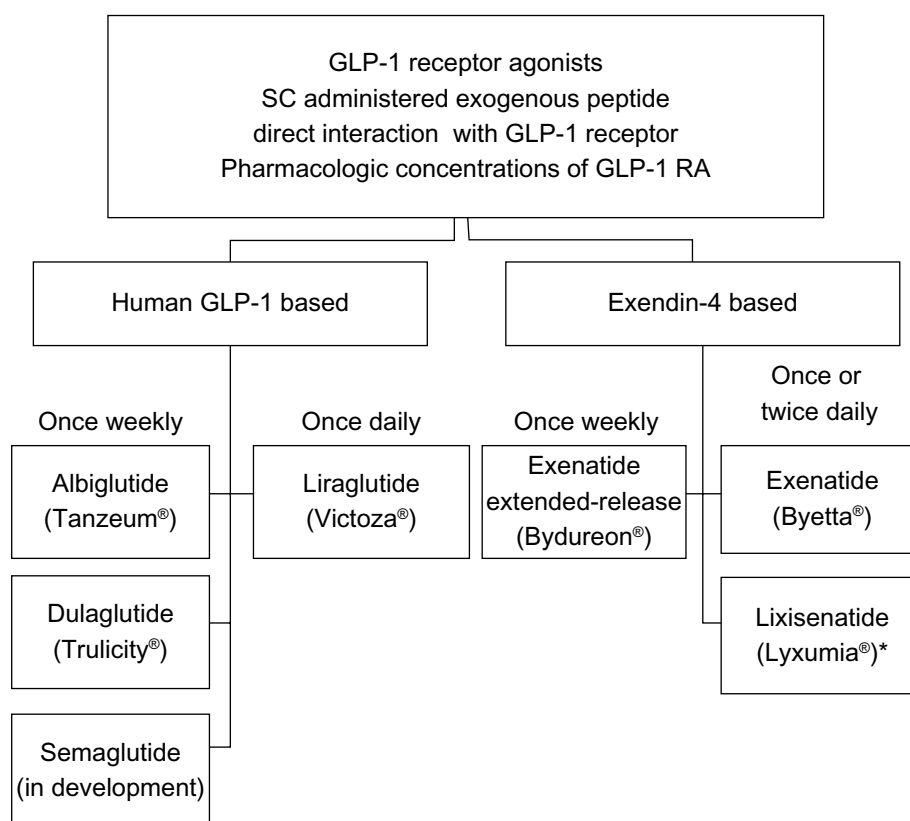 GLP-1 receptor agonists
SC administered exogenous peptide
direct interaction with GLP-1 receptor
Pharmacologic concentrations of GLP-1 RA
Human GLP-1 based
Exendin-4 based
Once weekly
Once daily
Once weekly
Once or
twice daily
Albiglutide
(Tanzeum®)
Liraglutide
(Victoza®)
Exenatide
extended-release
(Bydureon®)
Exenatide
(Byetta®)
Dulaglutide
(Trulicity®)
Lixisenatide
(Lyxumia®)*
Semaglutide
(in development)